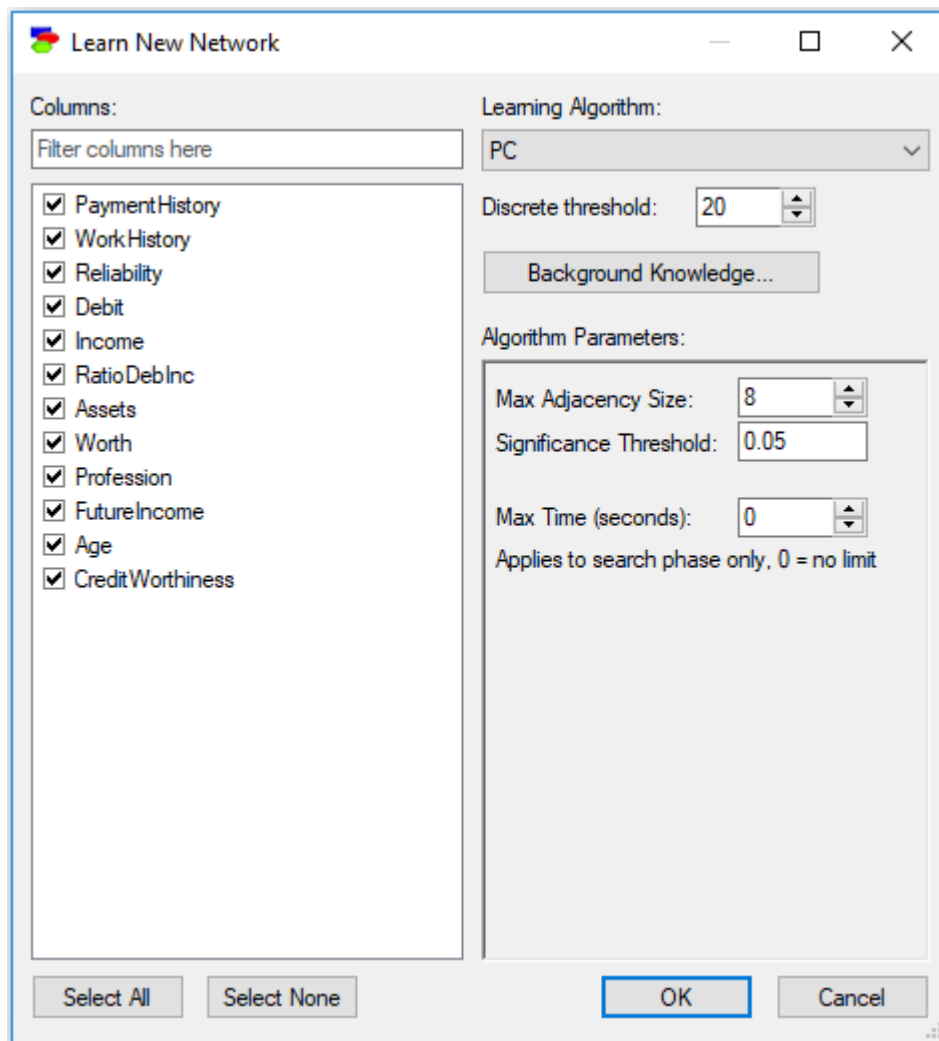 Learn New Network
Columns:
Filter columns here
PaymentHistory
WorkHistory
Reliability
Debit
Income
RatioDebInc
Assets
Worth
Profession
FutureIncome
Age
CreditWorthiness
Select All
Select None
Learning Algorithm:
PC
Discrete threshold: 20
Background Knowledge...
Algorithm Parameters:
Max Adjacency Size: 8
Significance Threshold: 0.05
Max Time (seconds): 0
Applies to search phase only, 0 = no limit
OK
Cancel